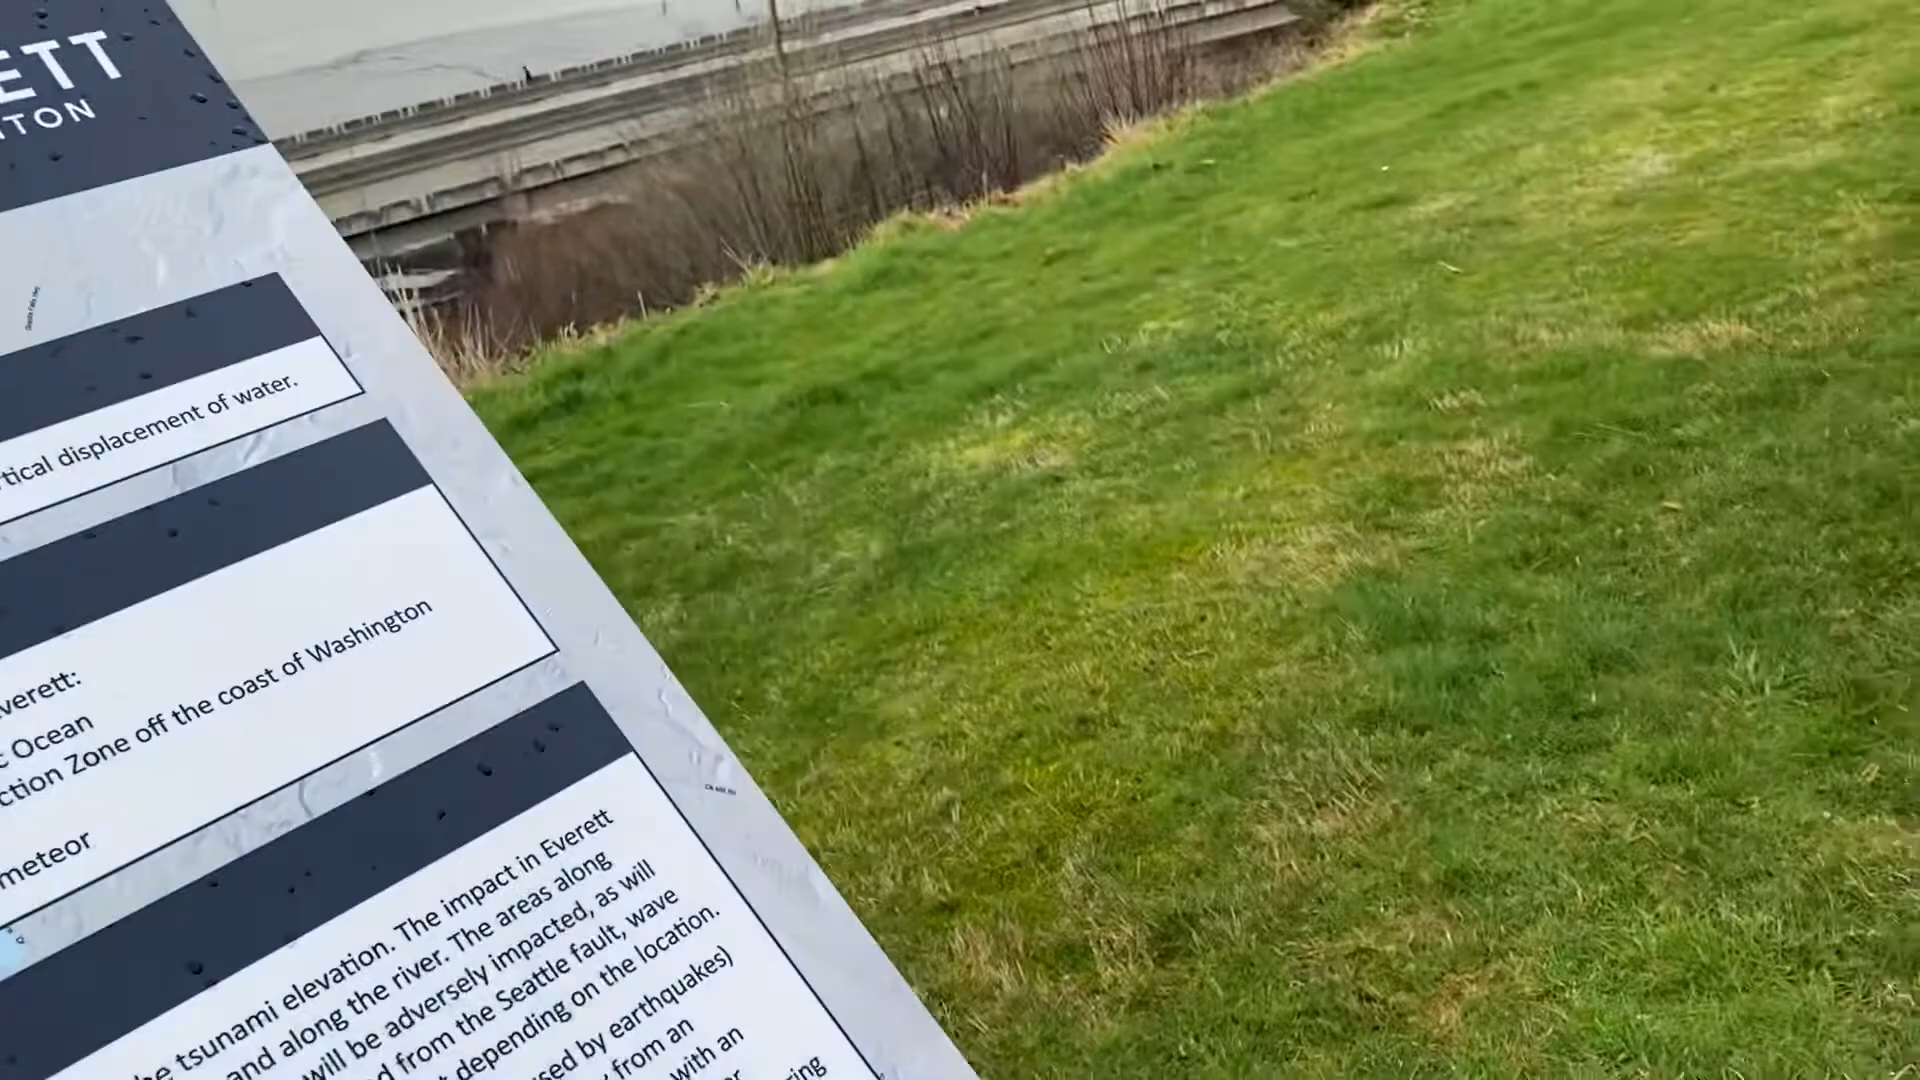 ETT
TON
rtical displacement of water.
verett:
c Ocean
ction Zone off the coast of Washington
meteor
he tsunami elevation. The impact in Everett
and along the river. The areas along
will be adversely impacted, as will
d from the Seattle fault, wave
t depending on the location.
sed by earthquakes)
from an
with an
or
ring